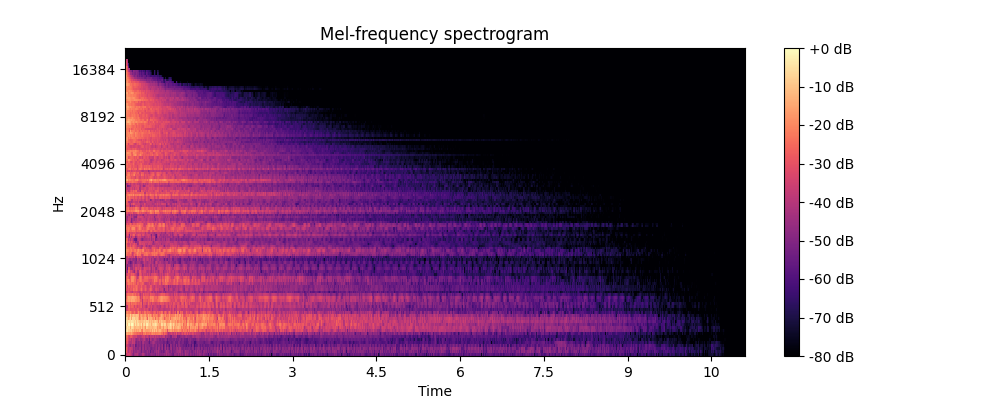 Mel-frequency spectrogram
Hz
16384
8192
4096
2048
1024
512
0
0 1.5 3 4.5 6 7.5 9 10
Time
+0 dB
-10 dB
-20 dB
-30 dB
-40 dB
-50 dB
-60 dB
-70 dB
-80 dB